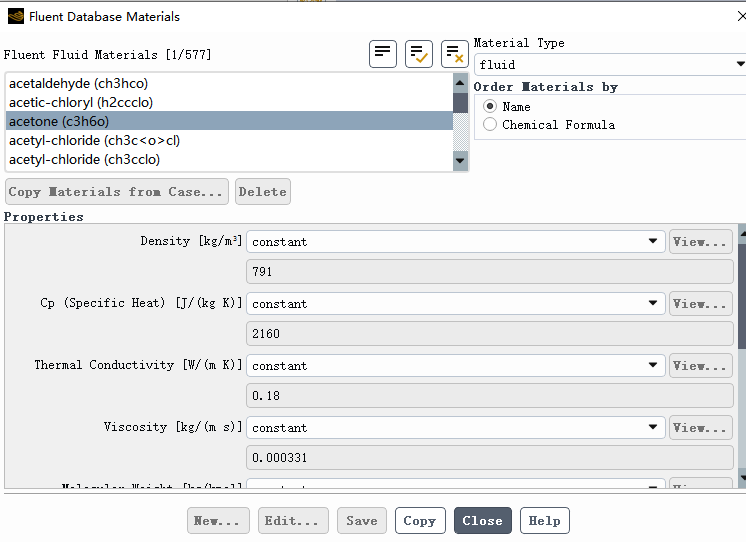 Fluent Database Materials
Fluent Fluid Materials [1/577]
Material Type
fluid
acetaldehyde (ch3hco)
acetic-chloryl (h2ccclo)
acetone (c3h6o)
acetyl-chloride (ch3c<o>cl)
acetyl-chloride (ch3cclo)
Order Materials by
Name
Chemical Formula
Copy Materials from Case...
Delete
Properties
Density [kg/m³] constant View...
791
Cp (Specific Heat) [J/(kg K)] constant View...
2160
Thermal Conductivity [W/(m K)] constant View...
0.18
Viscosity [kg/(m s)] constant View...
0.000331
New... Edit... Save Copy Close Help